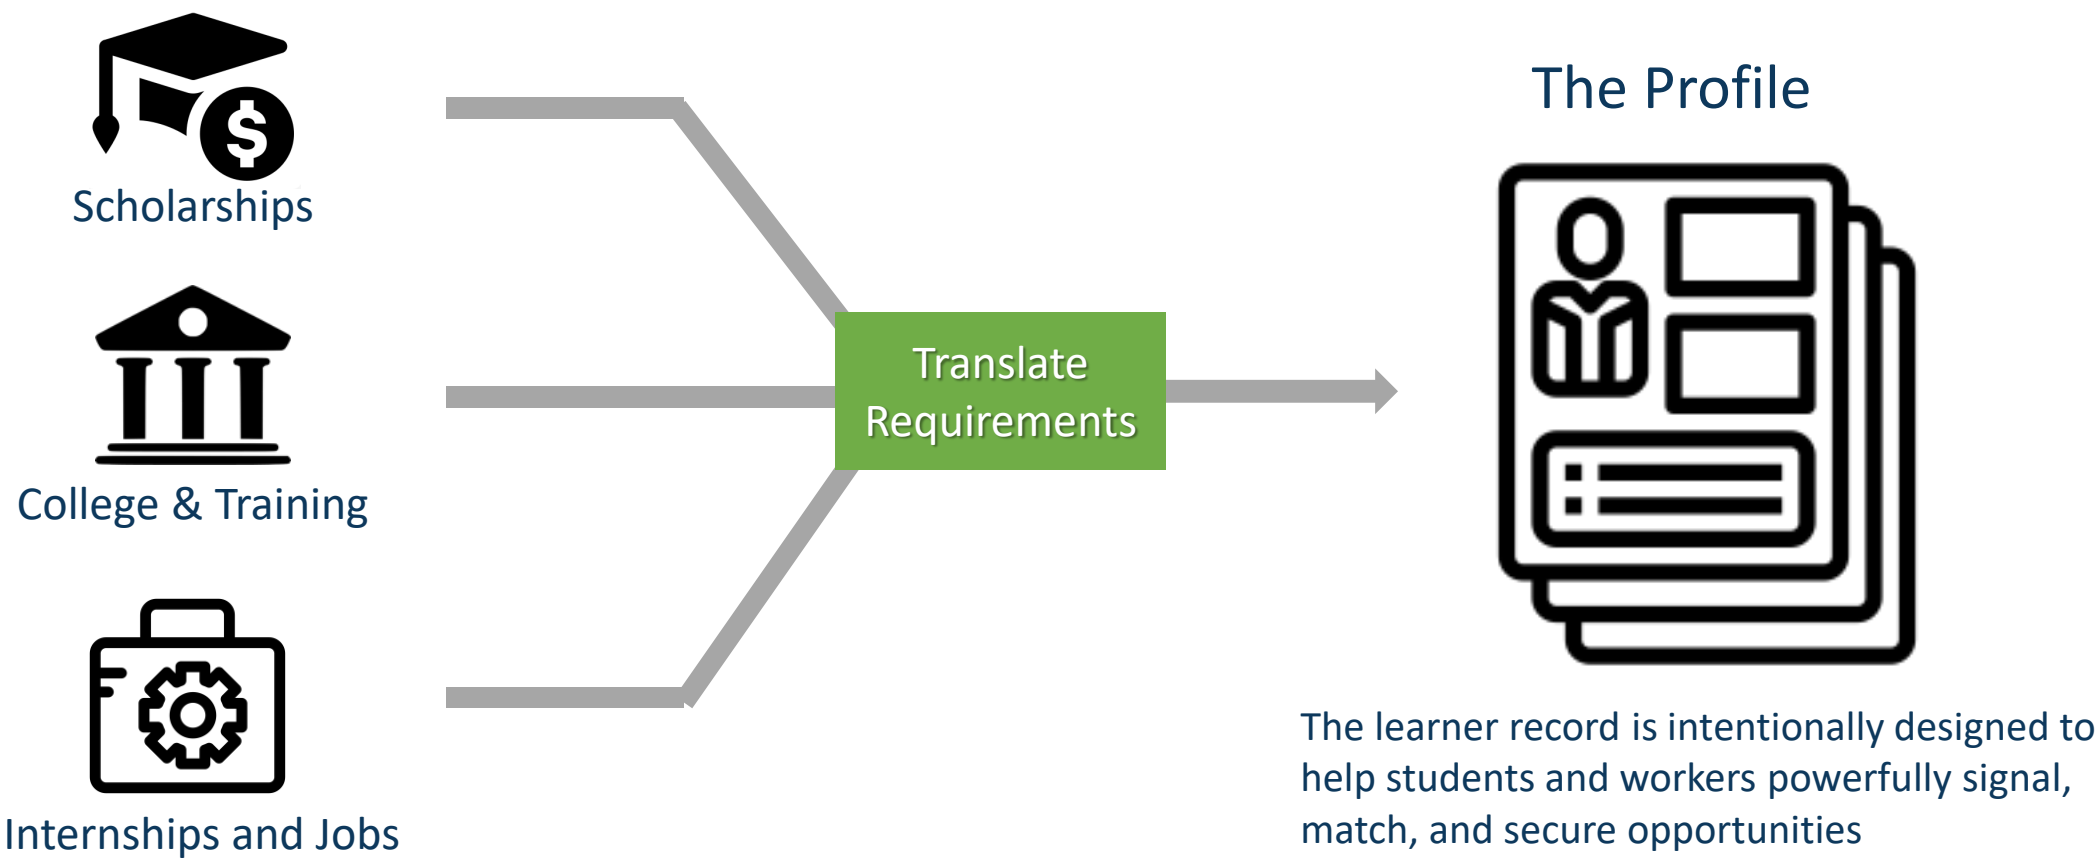 Scholarships
College & Training
Internships and Jobs
Translate
Requirements
The Profile
The learner record is intentionally designed to
help students and workers powerfully signal,
match, and secure opportunities